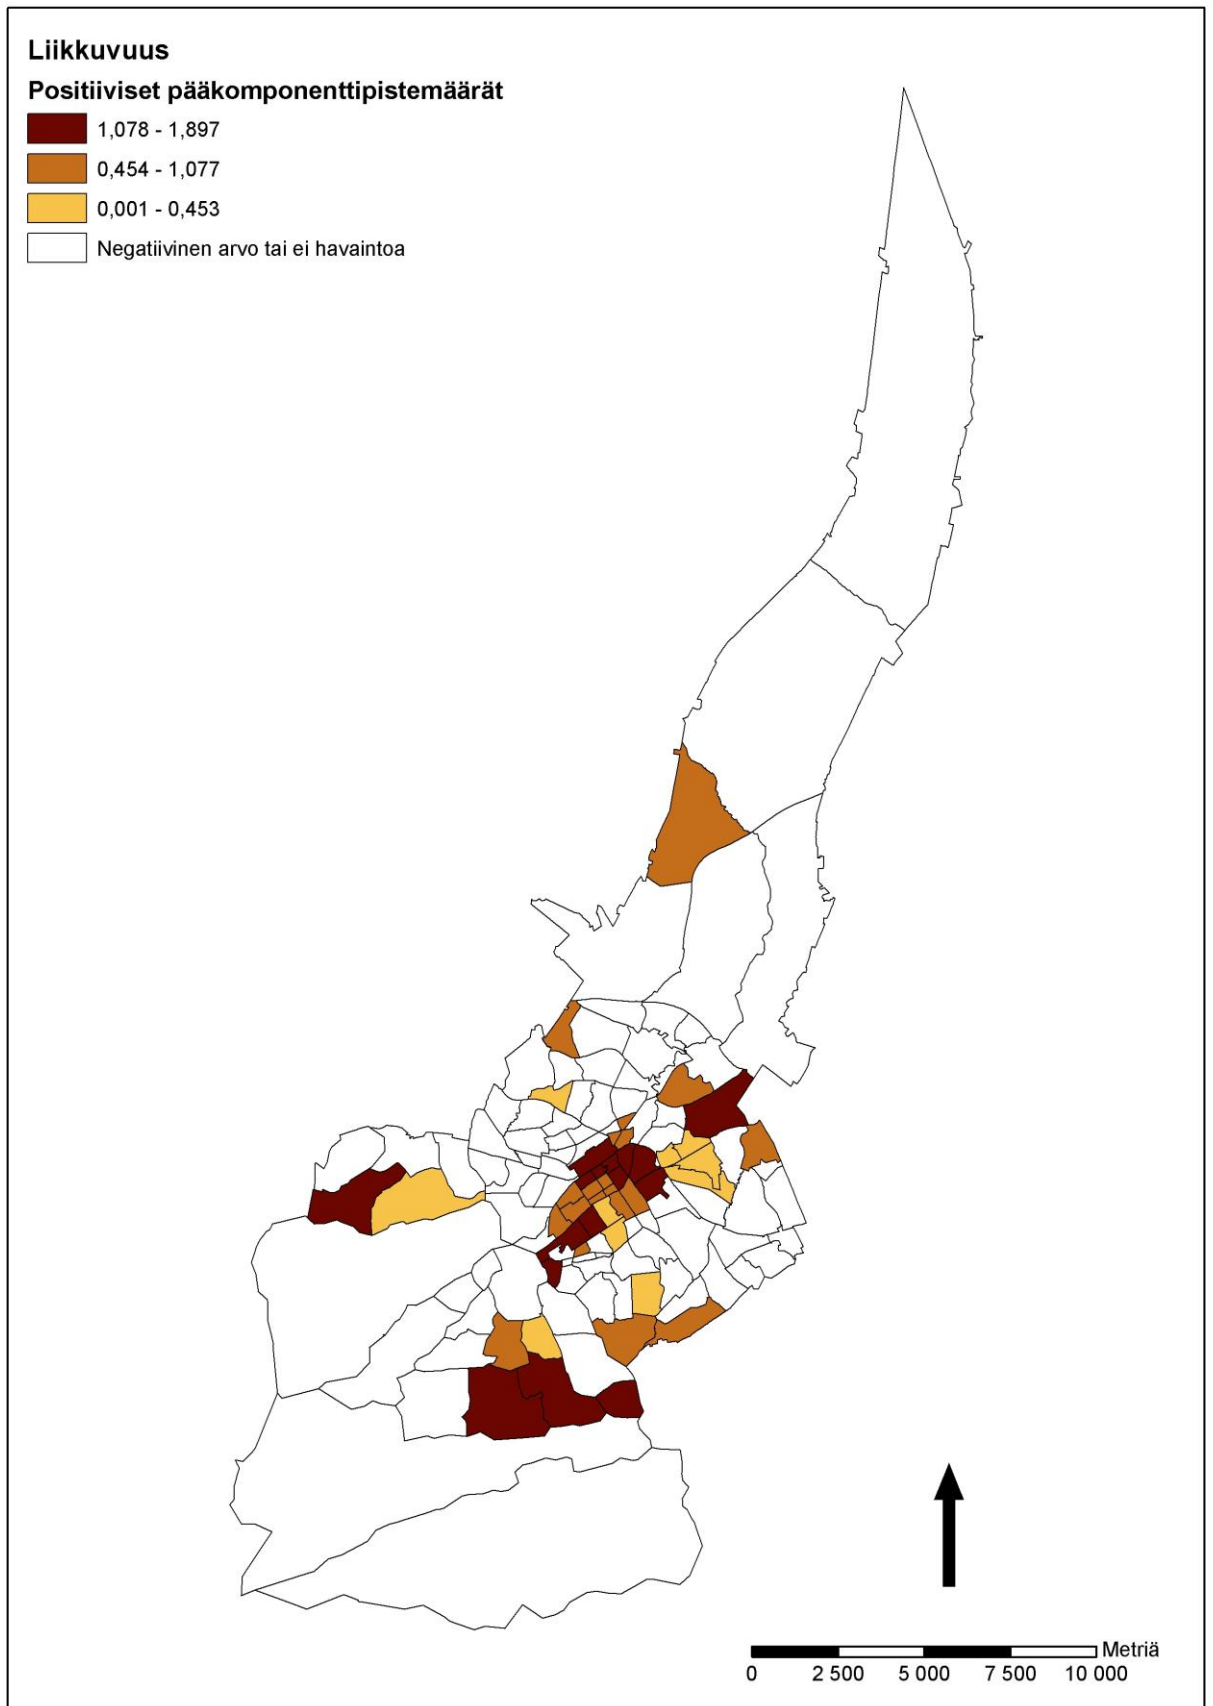 Liikkuvuus
Positiiviset pääkomponenttipistemäärät
1,078 - 1,897
0,454 - 1,077
0,001 - 0,453
Negatiivinen arvo tai ei havaintoa
Metriä
0 2 500 5 000 7 500 10 000